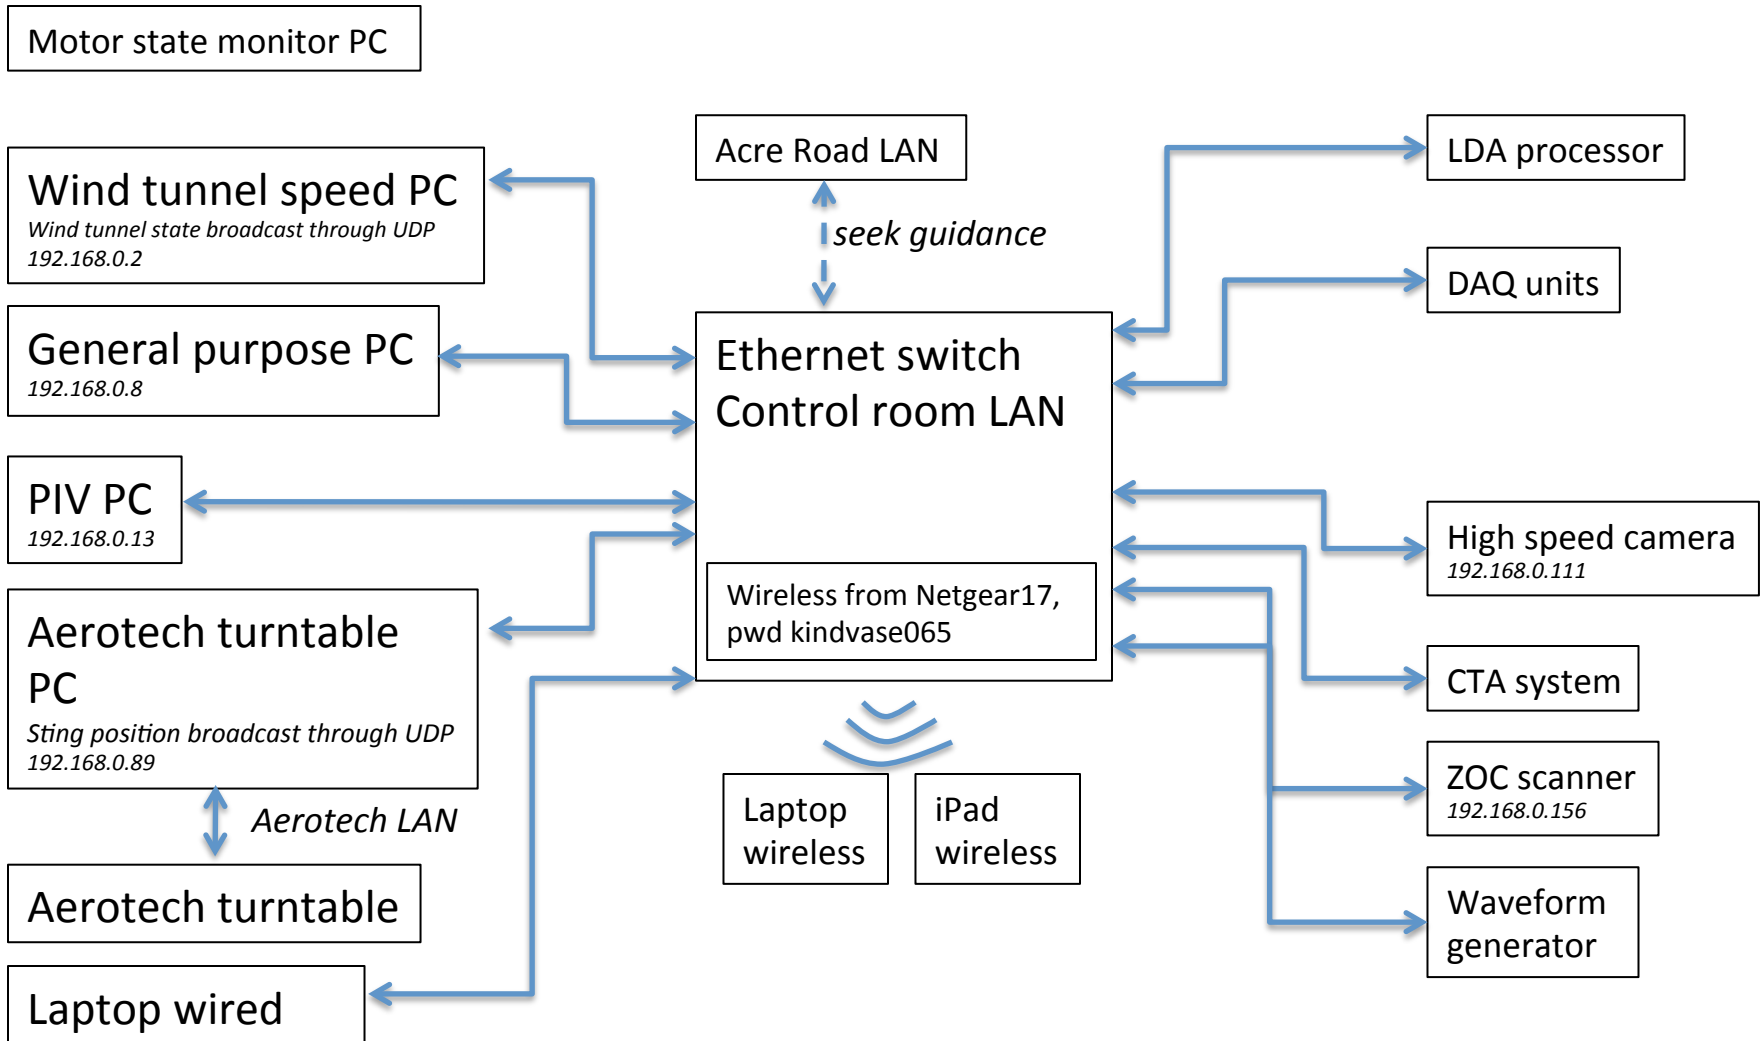 Motor state monitor PC
Wind tunnel speed PC
Wind tunnel state broadcast through UDP
192.168.0.2
General purpose PC
192.168.0.8
PIV PC
192.168.0.13
Aerotech turntable
PC
Sting position broadcast through UDP
192.168.0.89
Aerotech LAN
Aerotech turntable
Laptop wired
Acre Road LAN
seek guidance
Ethernet switch
Control room LAN
Wireless from Netgear17,
pwd kindvase065
Laptop
wireless
iPad
wireless
LDA processor
DAQ units
High speed camera
192.168.0.111
CTA system
ZOC scanner
192.168.0.156
Waveform
generator